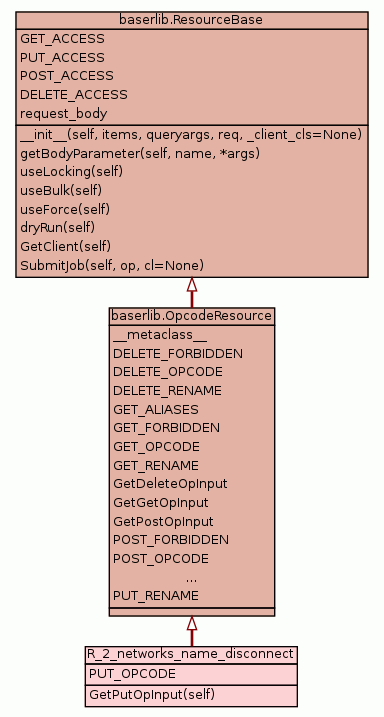 baserlib.ResourceBase
GET_ACCESS
PUT_ACCESS
POST_ACCESS
DELETE_ACCESS
request_body
__init__(self, items, queryargs, req, _client_cls=None)
getBodyParameter(self, name, *args)
useLocking(self)
useBulk(self)
useForce(self)
dryRun(self)
GetClient(self)
SubmitJob(self, op, cl=None)
baserlib.OpcodeResource
__metaclass__
DELETE_FORBIDDEN
DELETE_OPCODE
DELETE_RENAME
GET_ALIASES
GET_FORBIDDEN
GET_OPCODE
GET_RENAME
GetDeleteOpInput
GetGetOpInput
GetPostOpInput
POST_FORBIDDEN
POST_OPCODE
...
PUT_RENAME
R_2_networks_name_disconnect
PUT_OPCODE
GetPutOpInput(self)